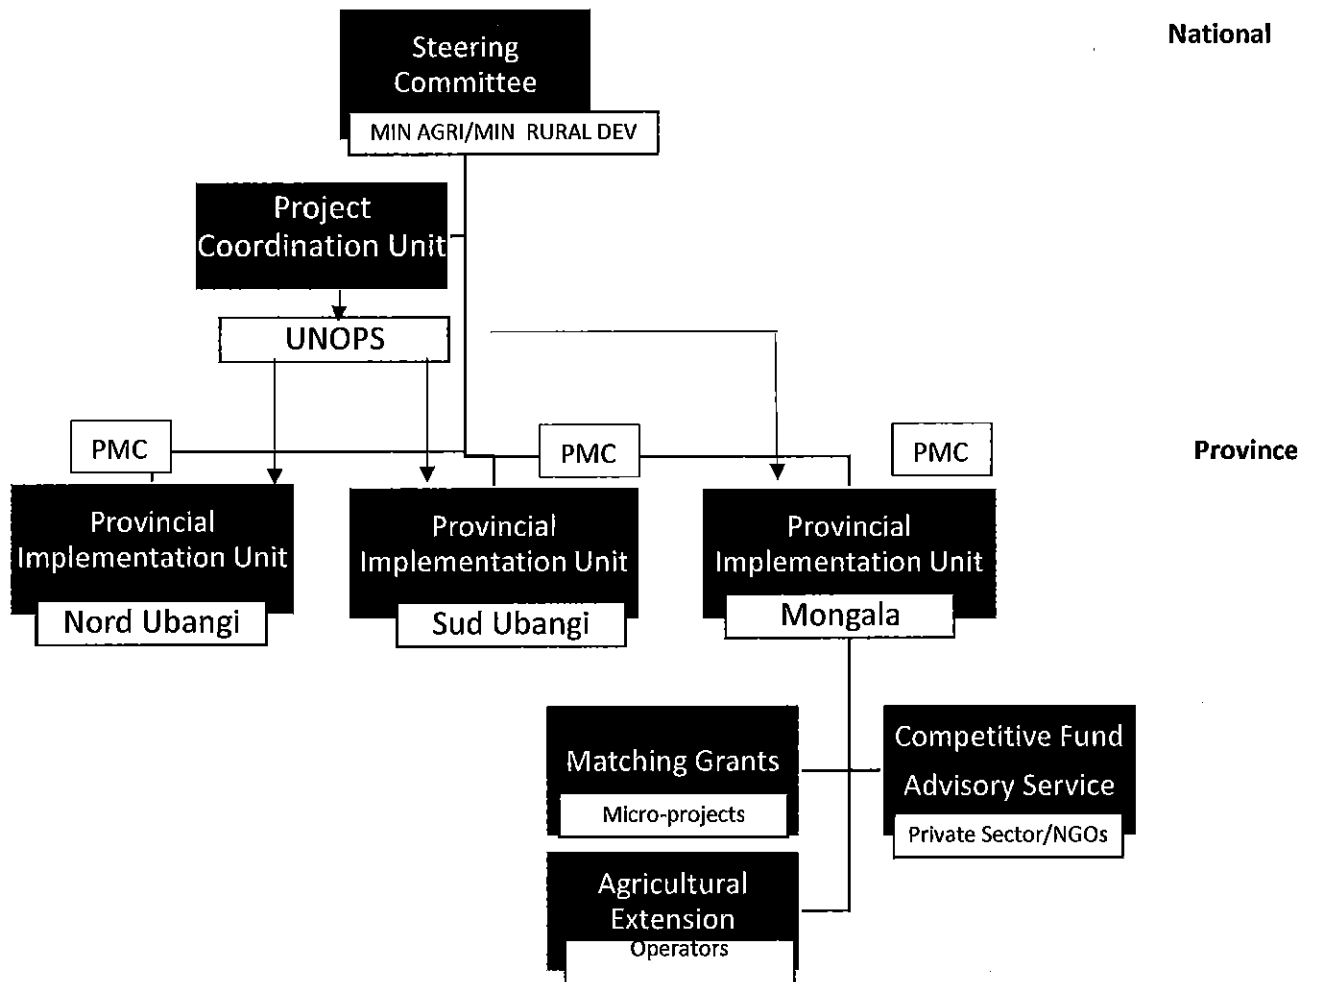 National
Steering
Committee
MIN AGRI/MIN RURAL DEV
Project
Coordination Unit
UNOPS
PMC
PMC
PMC
Province
Provincial
Implementation Unit
Nord Ubangi
Provincial
Implementation Unit
Sud Ubangi
Provincial
Implementation Unit
Mongala
Matching Grants
Micro-projects
Competitive Fund
Advisory Service
Private Sector/NGOs
Agricultural
Extension
Operators